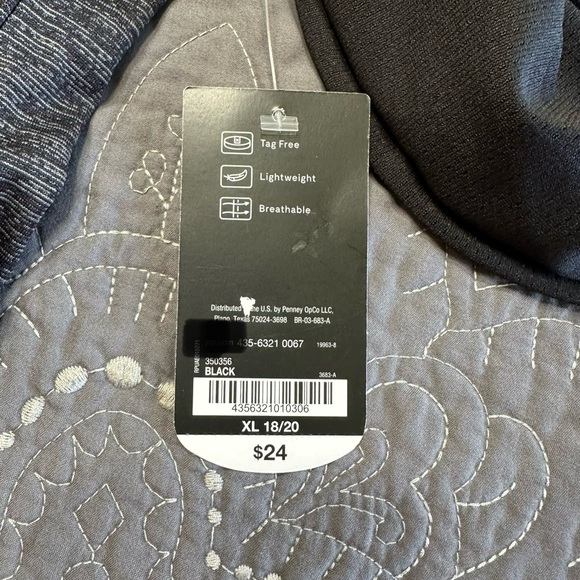 Tag Free
Lightweight
Breathable
Distributed the U.S. by Penney OpCo LLC,
Plano, Texas 75024-3698 BR-03-683-A
435-6321 0067 19963-8
350356
BLACK 3683-A
4356321010306
XL 18/20
$24